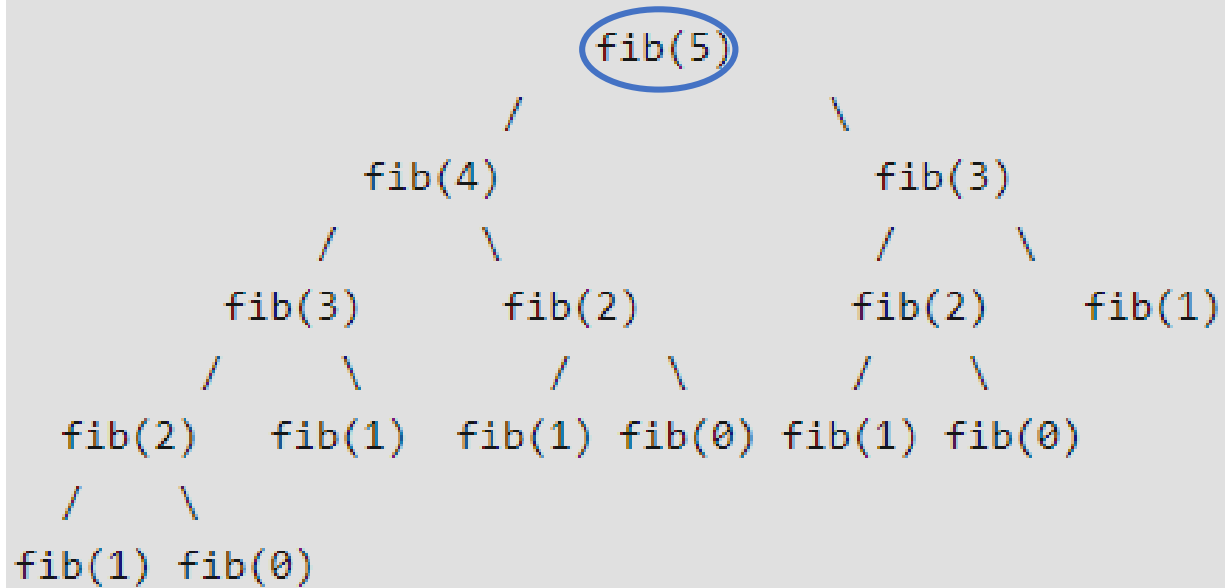 fib(5)
/ \
fib(4) fib(3)
/ \ / \
fib(3) fib(2) fib(2) fib(1)
/ \ / \ / \
fib(2) fib(1) fib(1) fib(0) fib(1) fib(0)
/ \
fib(1) fib(0)